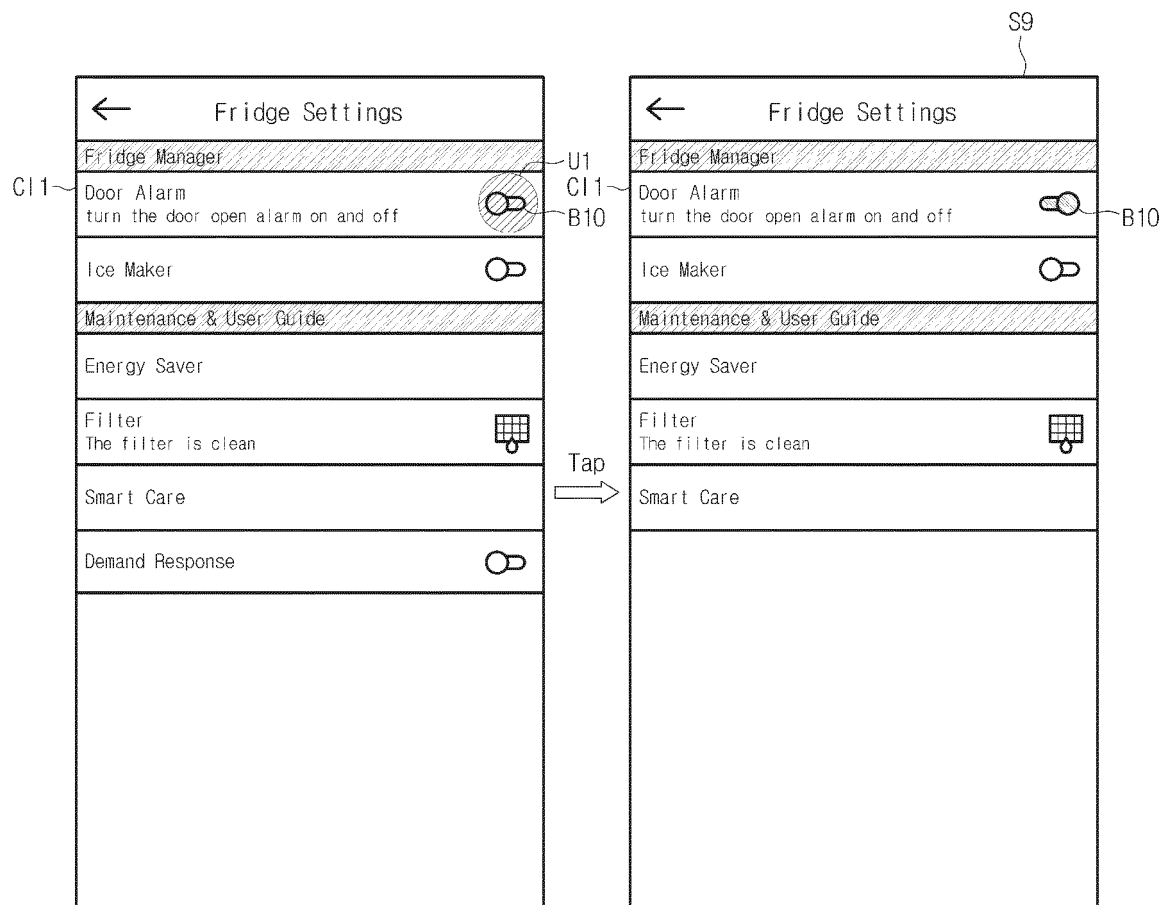 S9
Fridge Settings
Fridge Manager
U1
CI1
Door Alarm
turn the door open alarm on and off
B10
Ice Maker
Maintenance & User Guide
Energy Saver
Filter
The filter is clean
Smart Care
Demand Response
Tap
Fridge Settings
Fridge Manager
CI1
Door Alarm
turn the door open alarm on and off
B10
Ice Maker
Maintenance & User Guide
Energy Saver
Filter
The filter is clean
Smart Care